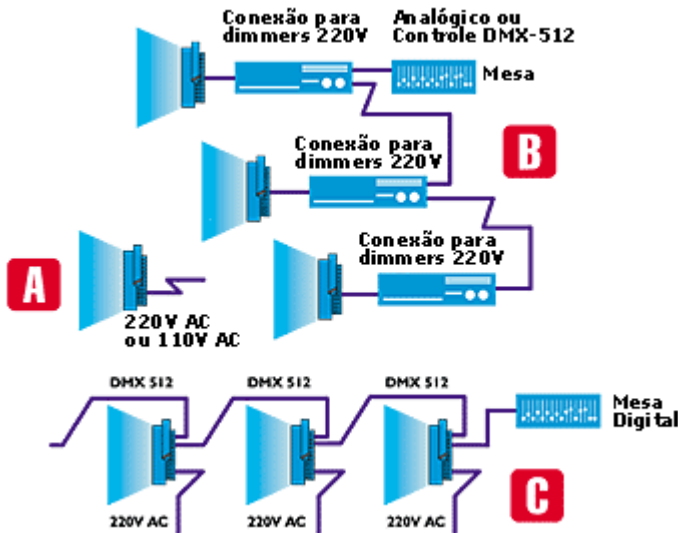 Conexão para
dimmers 220V
Analógico ou
Contrôle DMX-512
Mesa
Conexão para
dimmers 220V
B
Conexão para
dimmers 220V
A
220V AC
ou 110V AC
DMX 512
DMX 512
DMX 512
Mesa
Digital
C
220V AC
220V AC
220V AC